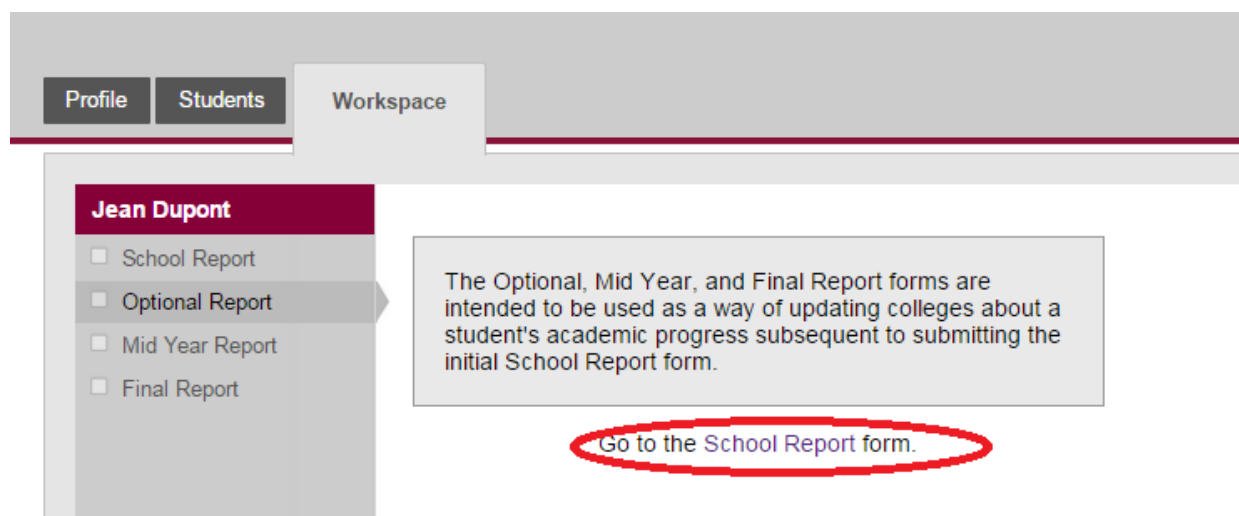 Profile Students Workspace
Jean Dupont
School Report
Optional Report
Mid Year Report
Final Report
The Optional, Mid Year, and Final Report forms are
intended to be used as a way of updating colleges about a
student's academic progress subsequent to submitting the
initial School Report form.
Go to the School Report form.